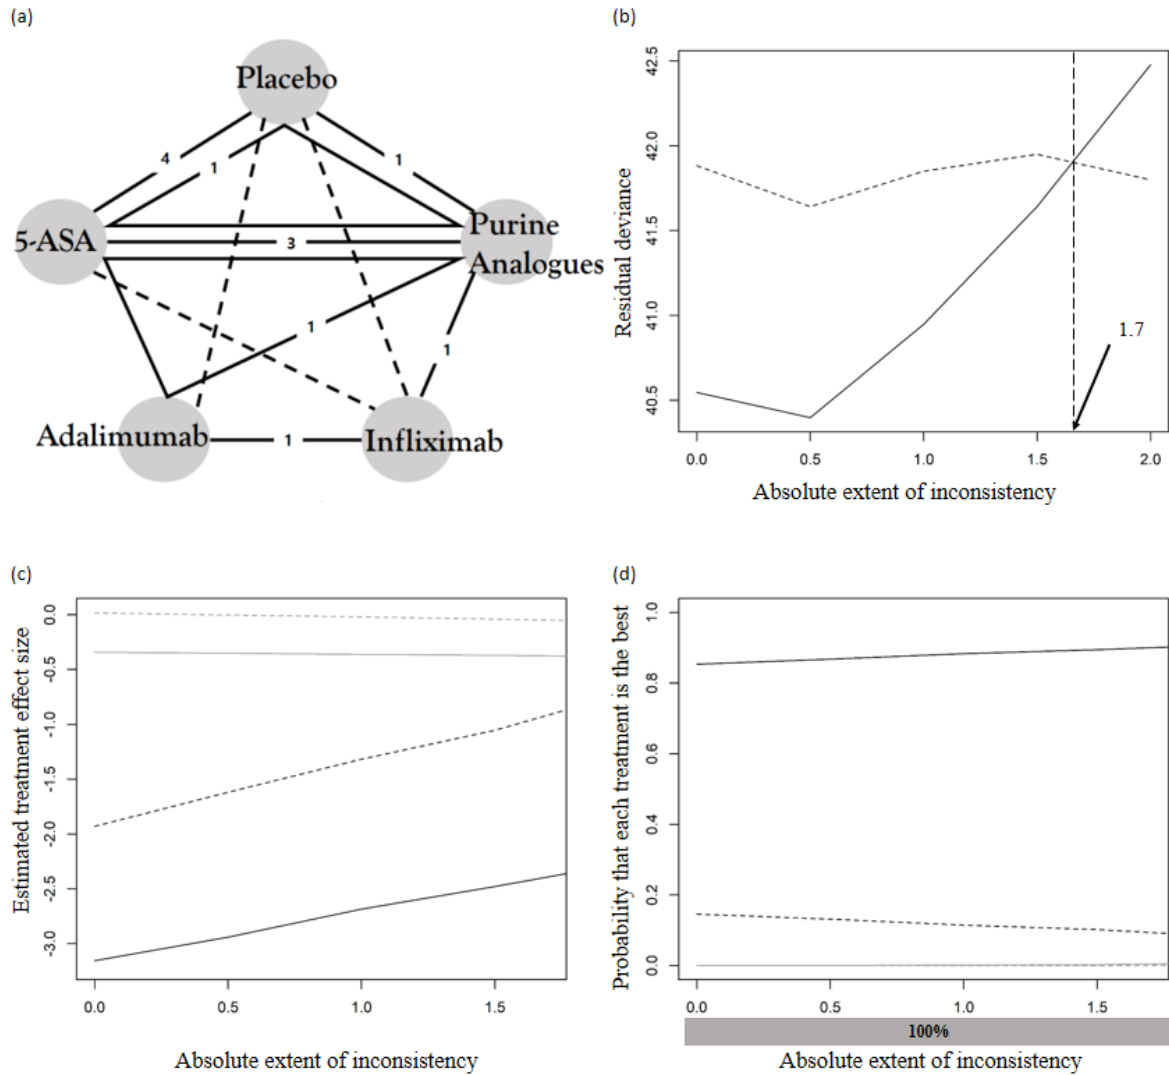 (a)
Placebo
4
1
1
5-ASA
3
Purine
Analogues
1
1
Adalimumab
1
Infliximab
(b)
Residual deviance
42.5
42.0
41.5
41.0
40.5
1.7
0.0 0.5 1.0 1.5 2.0
Absolute extent of inconsistency
(c)
Estimated treatment effect size
0.0
-0.5
-1.0
-1.5
-2.0
-2.5
-3.0
0.0 0.5 1.0 1.5
Absolute extent of inconsistency
(d)
Probability that each treatment is the best
1.0
0.8
0.6
0.4
0.2
0.0
0.0 0.5 1.0 1.5
100%
Absolute extent of inconsistency